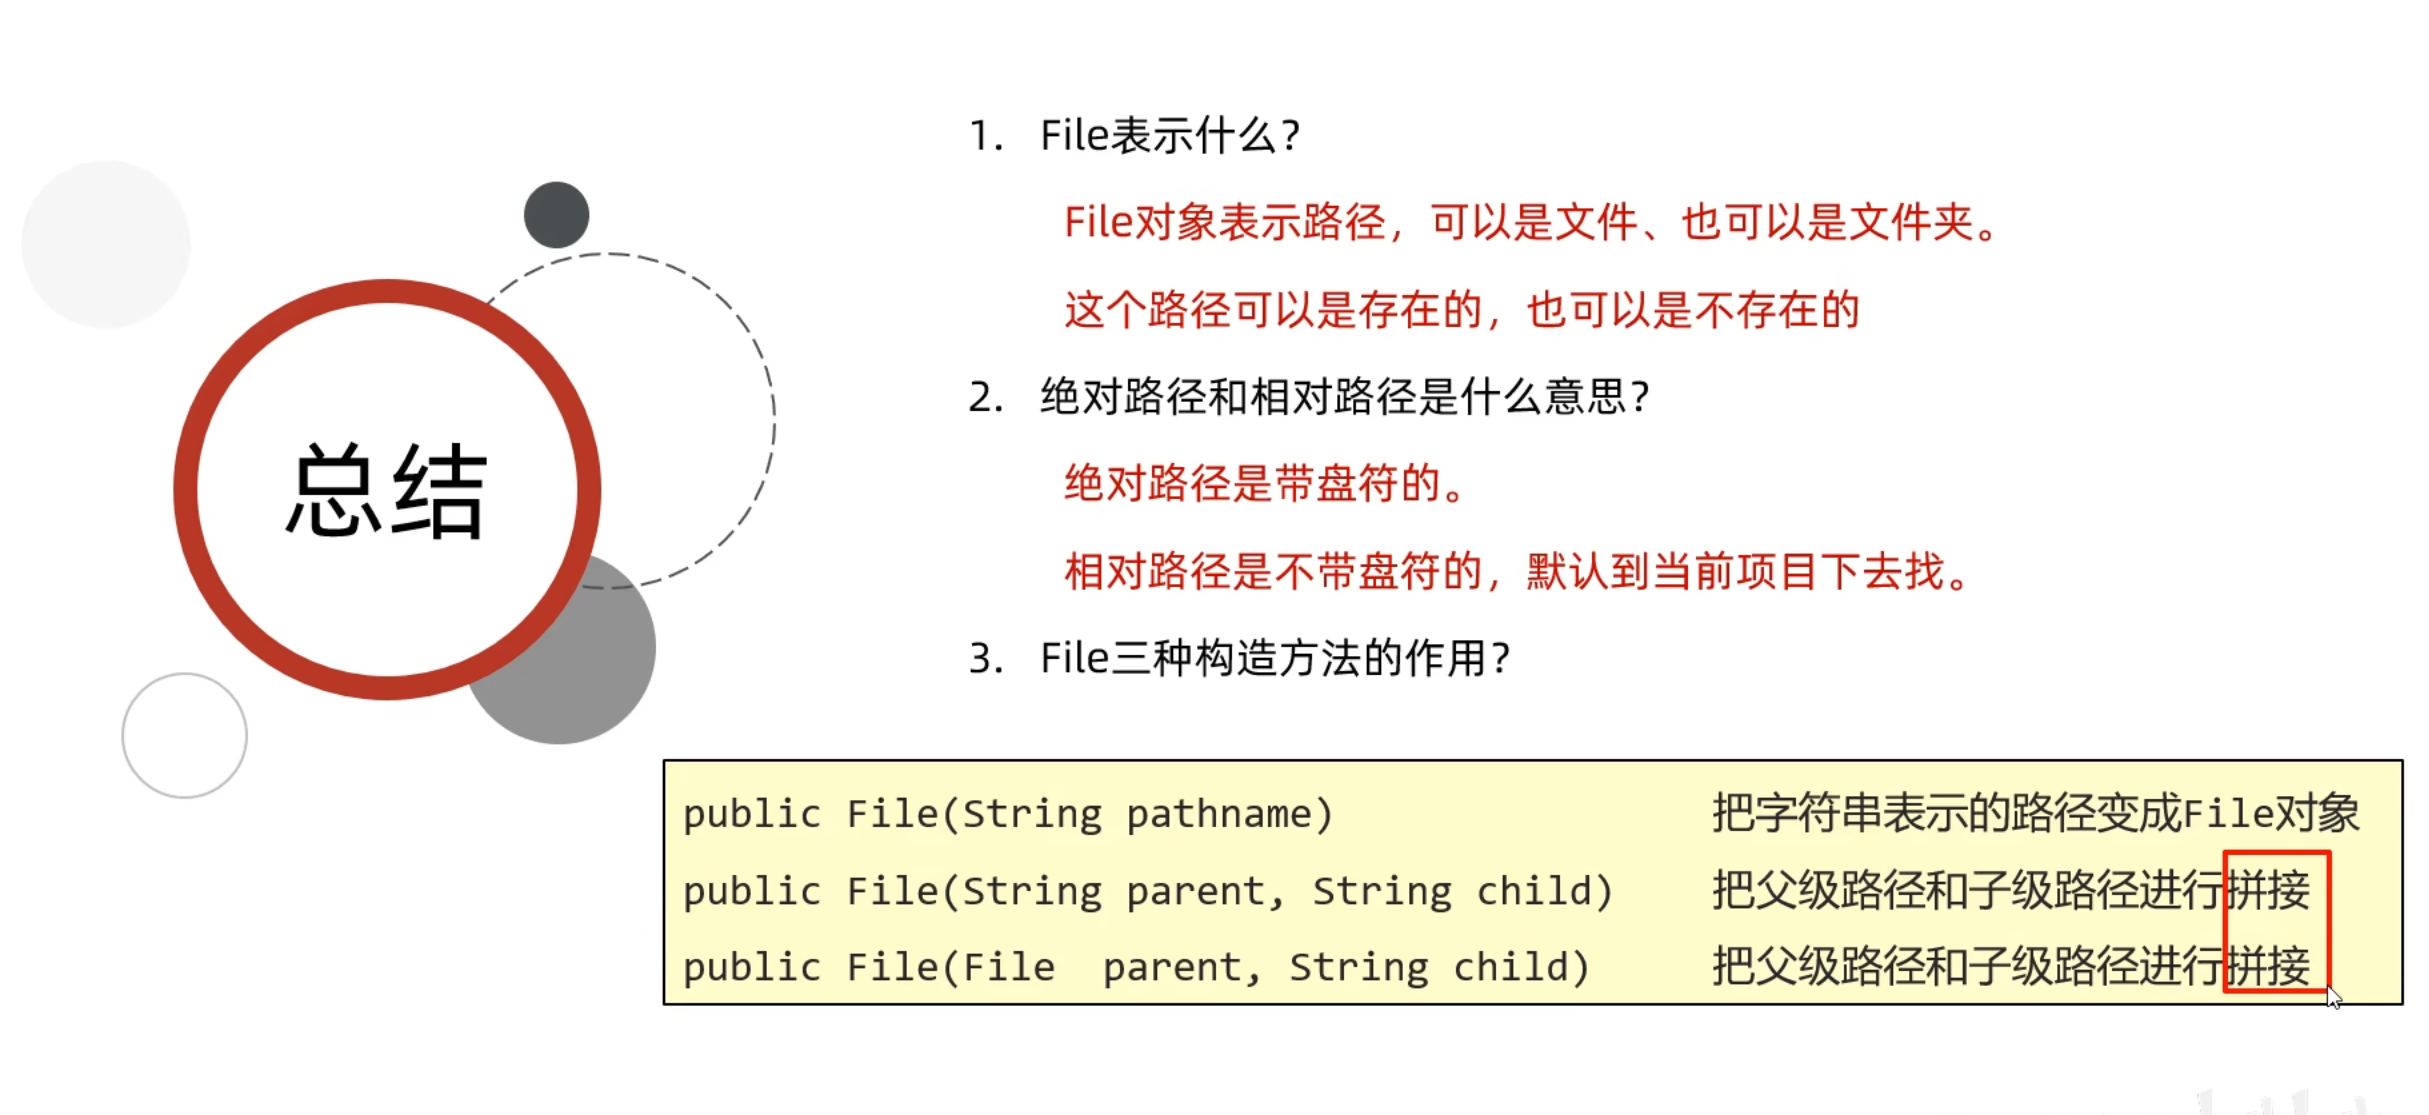 总结
1. File表示什么?
File对象表示路径，可以是文件、也可以是文件夹。
这个路径可以是存在的，也可以是不存在的
2. 绝对路径和相对路径是什么意思?
绝对路径是带盘符的。
相对路径是不带盘符的，默认到当前项目下去找。
3. File三种构造方法的作用?
public File(String pathname) 把字符串表示的路径变成File对象
public File(String parent, String child) 把父级路径和子级路径进行拼接
public File(File  parent, String child) 把父级路径和子级路径进行拼接